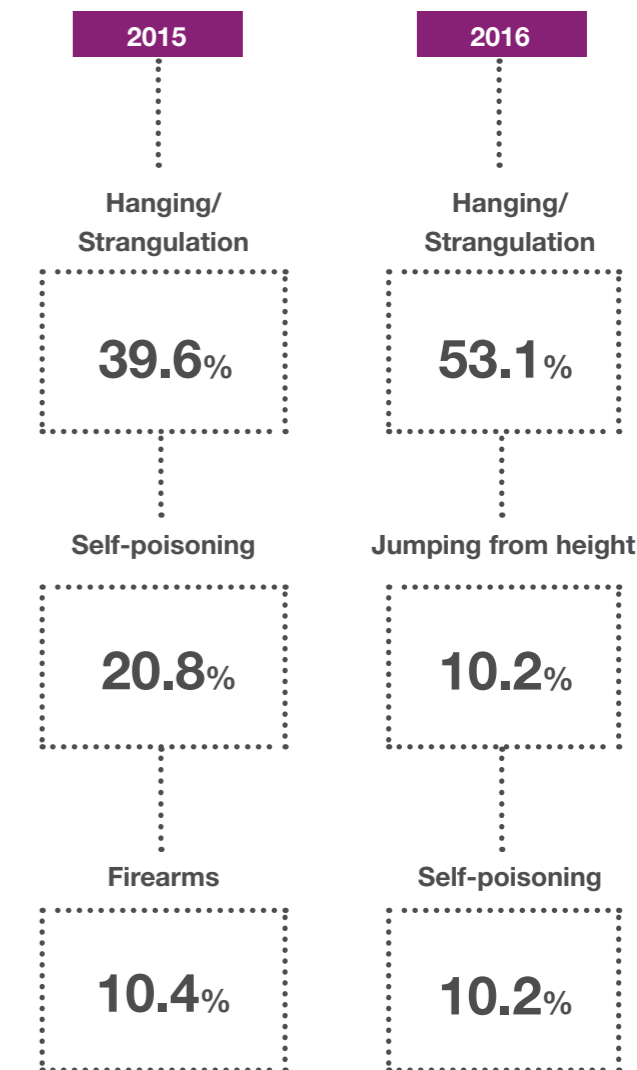 2015
Hanging/
Strangulation
39.6%
Self-poisoning
20.8%
Firearms
10.4%
2016
Hanging/
Strangulation
53.1%
Jumping from height
10.2%
Self-poisoning
10.2%